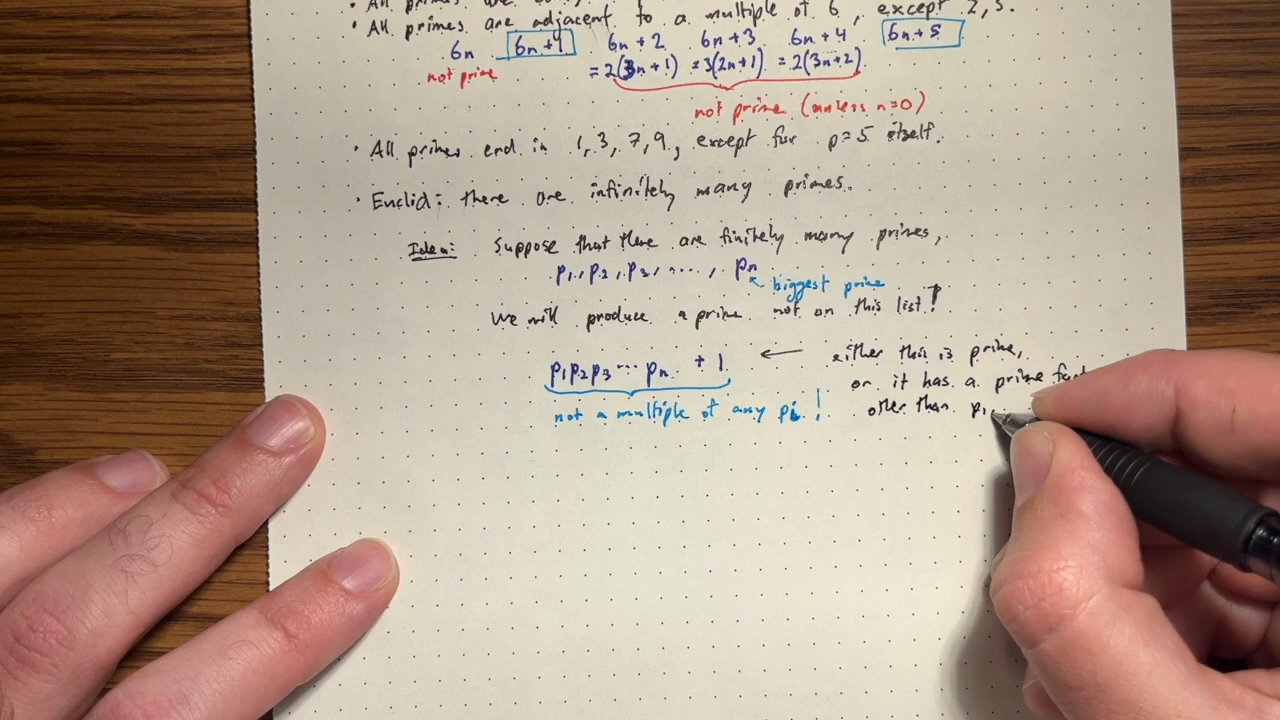 • All primes are
• All primes are adjacent to a multiple of 6, except 2,3.
6n 6n+1 6n+2 6n+3 6n+4 6n+5
not prime =2(3n+1) =3(2n+1) =2(3n+2)
not prime (unless n=0)
• All primes end in 1, 3, 7, 9, except for p=5 itself.
• Euclid: there are infinitely many primes.
Idea: Suppose that there are finitely many primes,
p1, p2, p3, ...., pn
biggest prime
We will produce a prime not on this list!
p1p2p3 ... pn + 1 ← either this is prime,
or it has a prime
not a multiple of any pi! other than p1